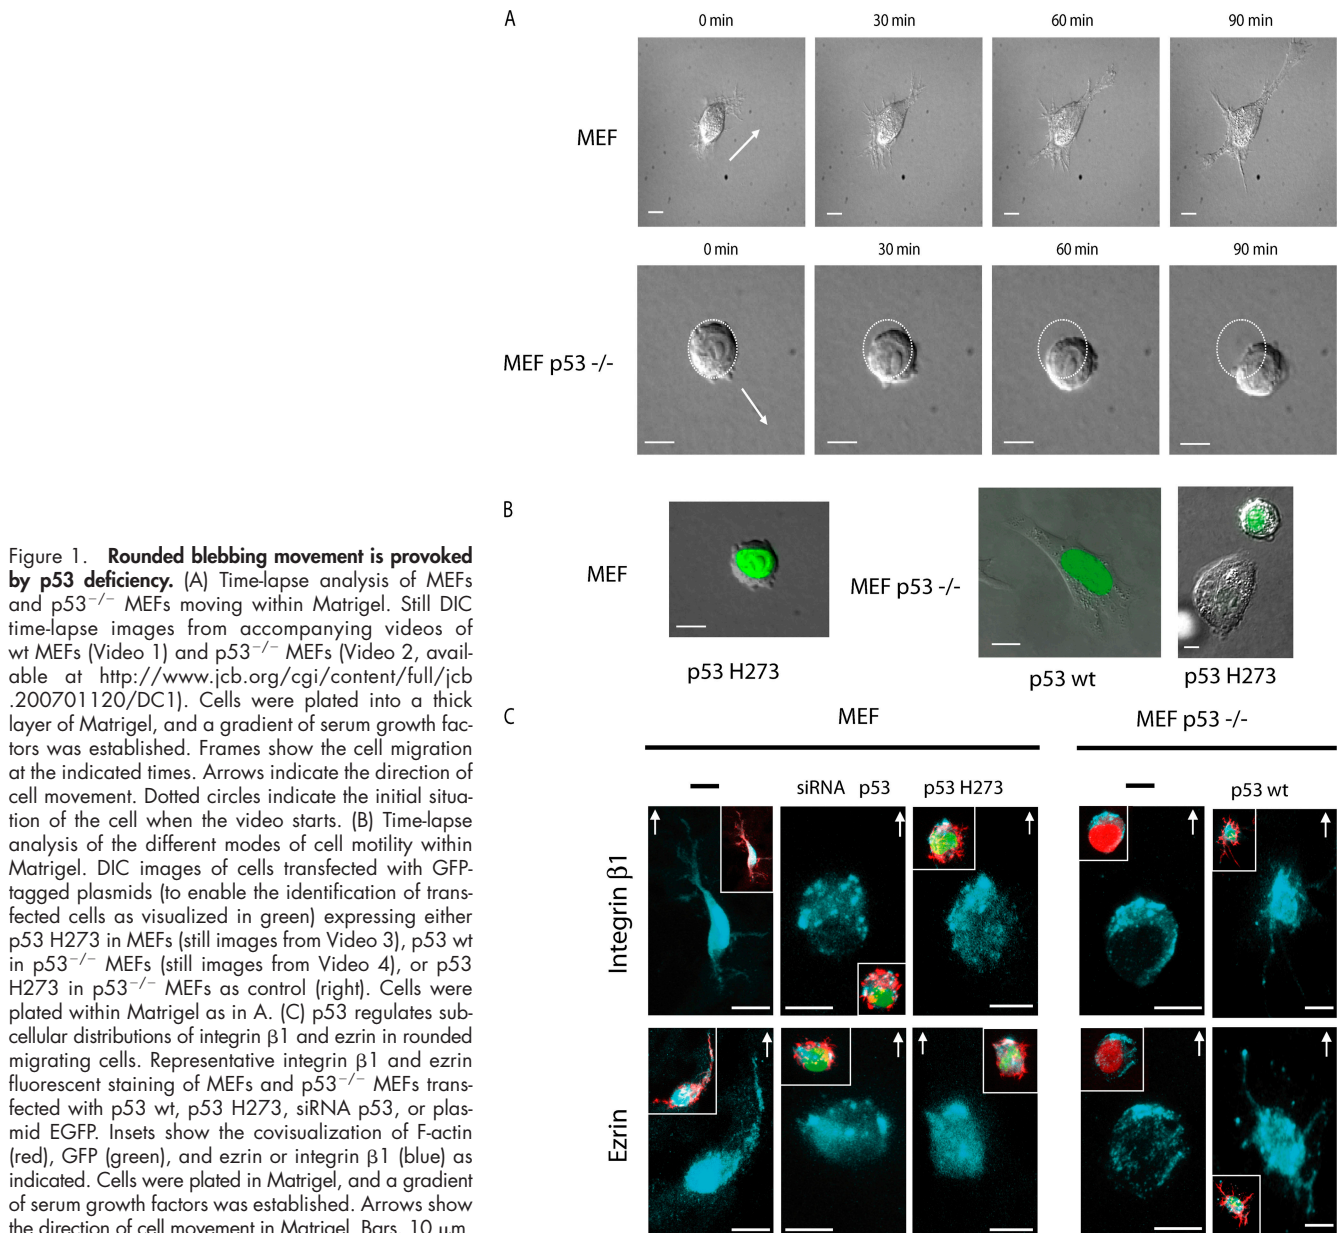 A
0 min 30 min 60 min 90 min
MEF
0 min 30 min 60 min 90 min
MEF p53 -/-
B
MEF
MEF p53 -/-
p53 H273
p53 wt
p53 H273
C
MEF
MEF p53 -/-
siRNA p53
p53 H273
p53 wt
Integrin β1
Ezrin
Figure 1. Rounded blebbing movement is provoked
by p53 deficiency. (A) Time-lapse analysis of MEFs
and p53−/− MEFs moving within Matrigel. Still DIC
time-lapse images from accompanying videos of
wt MEFs (Video 1) and p53−/− MEFs (Video 2, avail-
able at http://www.jcb.org/cgi/content/full/jcb
.200701120/DC1). Cells were plated into a thick
layer of Matrigel, and a gradient of serum growth fac-
tors was established. Frames show the cell migration
at the indicated times. Arrows indicate the direction of
cell movement. Dotted circles indicate the initial situa-
tion of the cell when the video starts. (B) Time-lapse
analysis of the different modes of cell motility within
Matrigel. DIC images of cells transfected with GFP-
tagged plasmids (to enable the identification of trans-
fected cells as visualized in green) expressing either
p53 H273 in MEFs (still images from Video 3), p53 wt
in p53−/− MEFs (still images from Video 4), or p53
H273 in p53−/− MEFs as control (right). Cells were
plated within Matrigel as in A. (C) p53 regulates sub-
cellular distributions of integrin β1 and ezrin in rounded
migrating cells. Representative integrin β1 and ezrin
fluorescent staining of MEFs and p53−/− MEFs trans-
fected with p53 wt, p53 H273, siRNA p53, or plas-
mid EGFP. Insets show the covisualization of F-actin
(red), GFP (green), and ezrin or integrin β1 (blue) as
indicated. Cells were plated in Matrigel, and a gradient
of serum growth factors was established. Arrows show
the direction of cell movement in Matrigel. Bars, 10 μm.